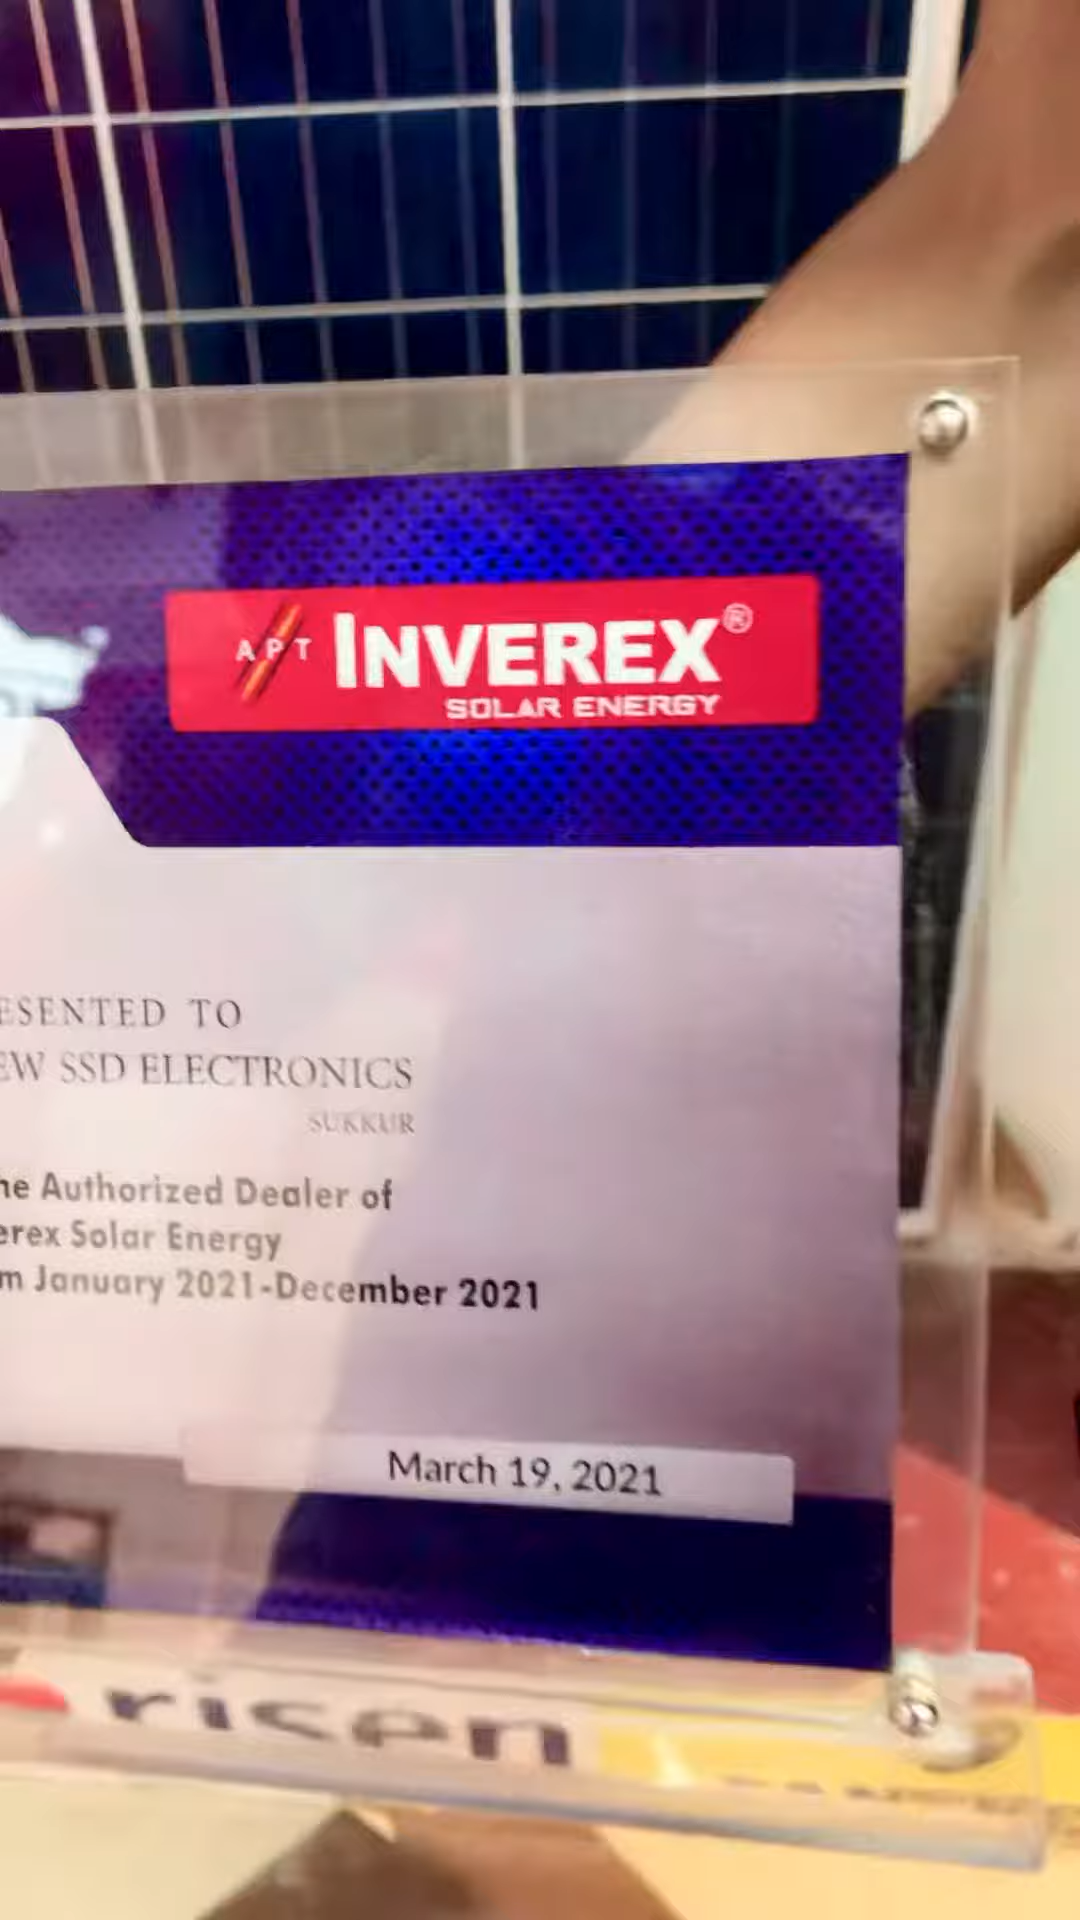 APT INVEREX®
SOLAR ENERGY
ESENTED TO
EW SSD ELECTRONICS
SUKKUR
he Authorized Dealer of
erex Solar Energy
m January 2021-December 2021
March 19, 2021
risen